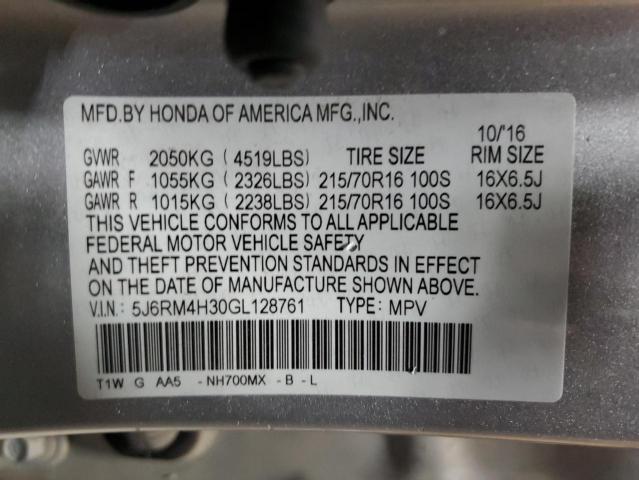 MFD.BY HONDA OF AMERICA MFG.,INC.
10/'16
GVWR 2050KG (4519LBS) TIRE SIZE RIM SIZE
GAWR F 1055KG (2326LBS) 215/70R16 100S 16X6.5J
GAWR R 1015KG (2238LBS) 215/70R16 100S 16X6.5J
THIS VEHICLE CONFORMS TO ALL APPLICABLE
FEDERAL MOTOR VEHICLE SAFETY
AND THEFT PREVENTION STANDARDS IN EFFECT
ON THE DATE OF MANUFACTURE SHOWN ABOVE.
V.I.N.: 5J6RM4H30GL128761 TYPE: MPV
T1W G AA5 -NH700MX -B -L